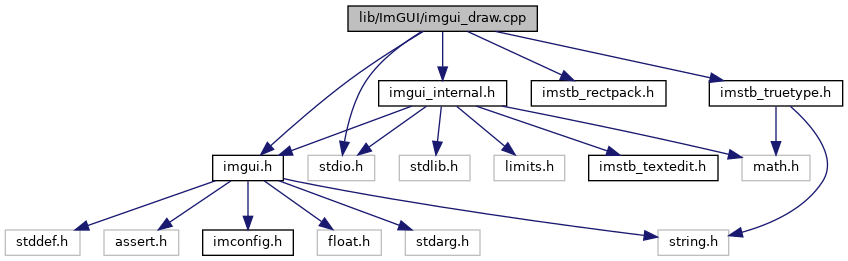 lib/ImGUI/imgui_draw.cpp
imgui_internal.h
imstb_rectpack.h
imstb_truetype.h
imgui.h
stdio.h
stdlib.h
limits.h
imstb_textedit.h
math.h
stddef.h
assert.h
imconfig.h
float.h
stdarg.h
string.h